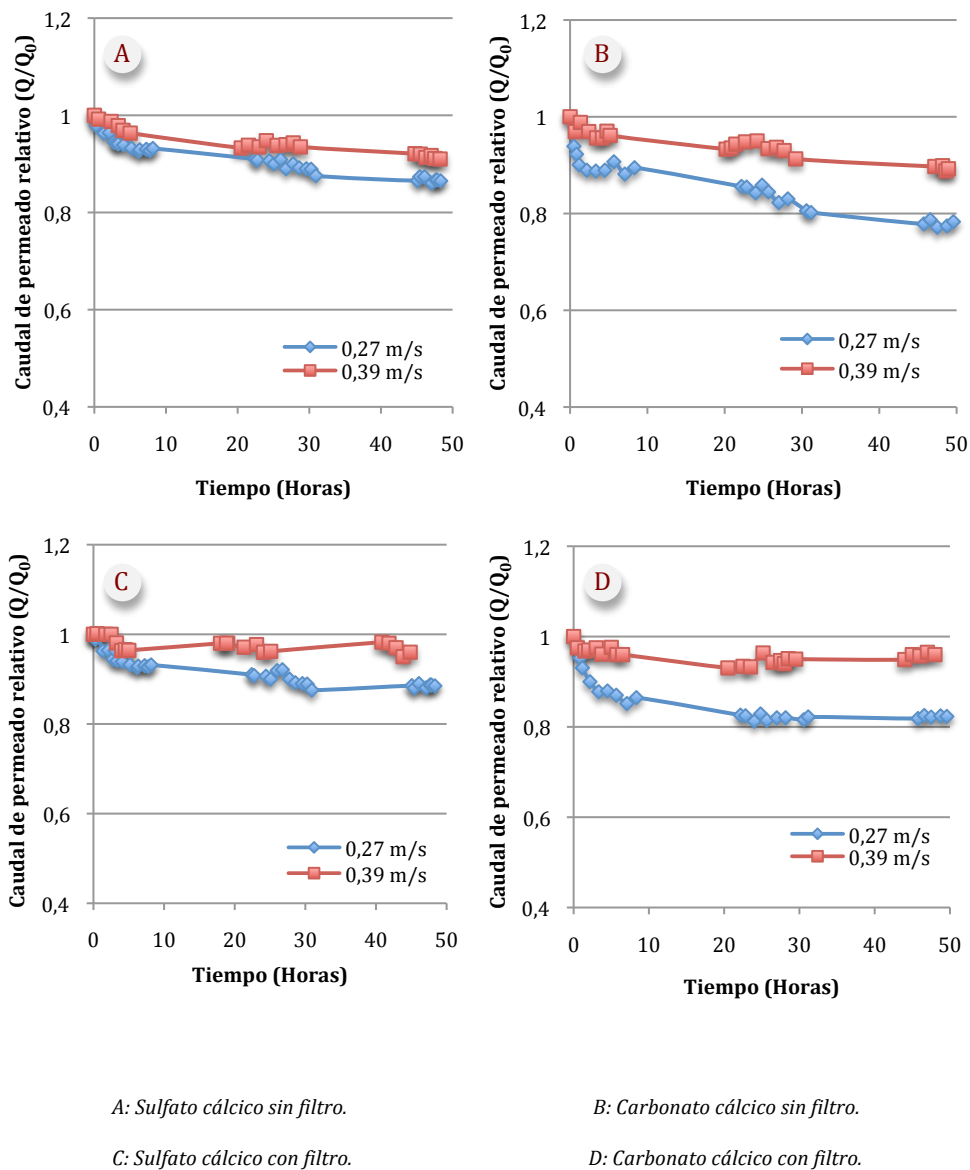 A
Caudal de permeado relativo (Q/Q0)
1,2
1
0,8
0,6
0,4
0,27 m/s
0,39 m/s
0 10 20 30 40 50
Tiempo (Horas)
B
Caudal de permeado relativo (Q/Q0)
1,2
1
0,8
0,6
0,4
0,27 m/s
0,39 m/s
0 10 20 30 40 50
Tiempo (Horas)
C
Caudal de permeado relativo (Q/Q0)
1,2
1
0,8
0,6
0,4
0,27 m/s
0,39 m/s
0 10 20 30 40 50
Tiempo (Horas)
D
Caudal de permeado relativo (Q/Q0)
1,2
1
0,8
0,6
0,4
0,27 m/s
0,39 m/s
0 10 20 30 40 50
Tiempo (Horas)
A: Sulfato cálcico sin filtro.
B: Carbonato cálcico sin filtro.
C: Sulfato cálcico con filtro.
D: Carbonato cálcico con filtro.